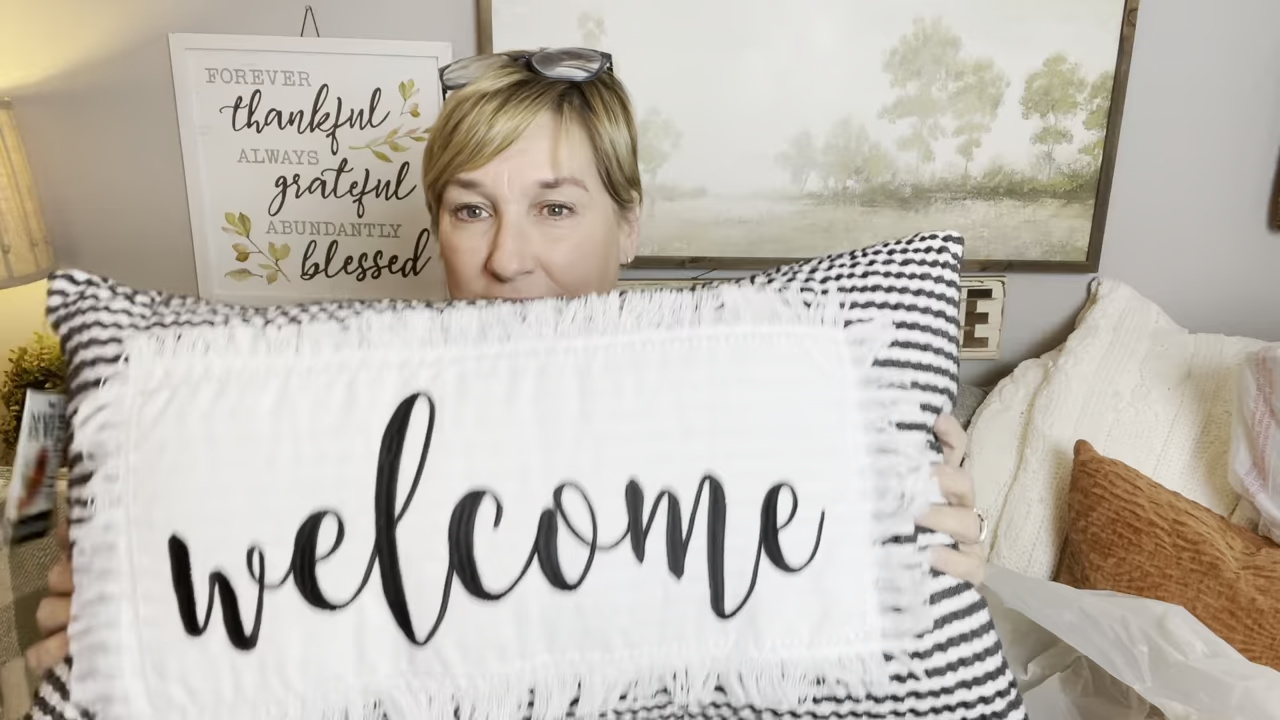 FOREVER
thankful
ALWAYS
grateful
ABUNDANTLY
blessed
E
welcome